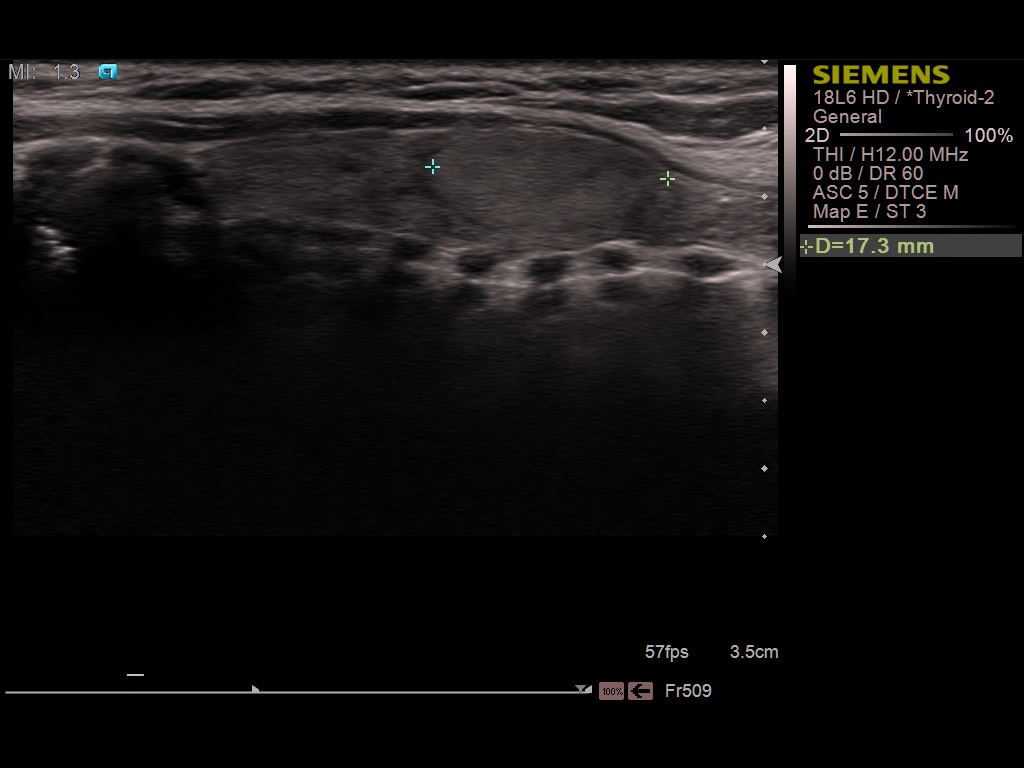 MI: 1.3
SIEMENS
18L6 HD / *Thyroid-2
General
2D 100%
THI / H12.00 MHz
0 dB / DR 60
ASC 5 / DTCE M
Map E / ST 3
D=17.3 mm
57fps 3.5cm
100% Fr509